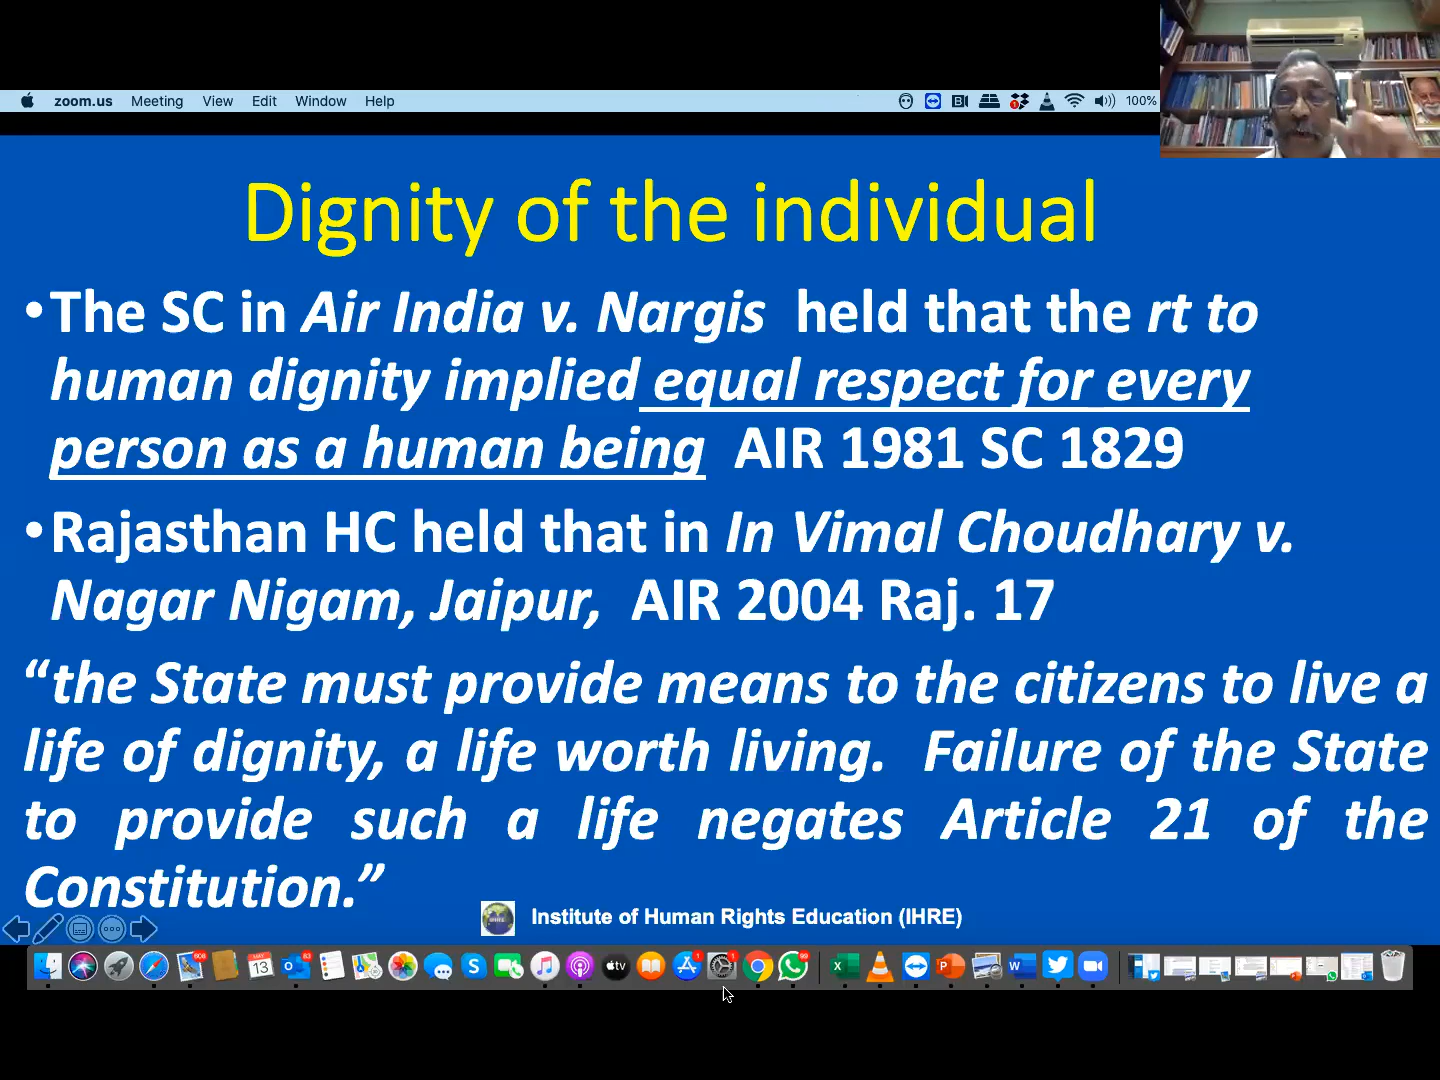 zoom.us Meeting View Edit Window Help 100%
Dignity of the individual
•The SC in Air India v. Nargis held that the rt to
human dignity implied equal respect for every
person as a human being AIR 1981 SC 1829
•Rajasthan HC held that in In Vimal Choudhary v.
Nagar Nigam, Jaipur, AIR 2004 Raj. 17
“the State must provide means to the citizens to live a
life of dignity, a life worth living. Failure of the State
to provide such a life negates Article 21 of the
Constitution.”
Institute of Human Rights Education (IHRE)
13 tv